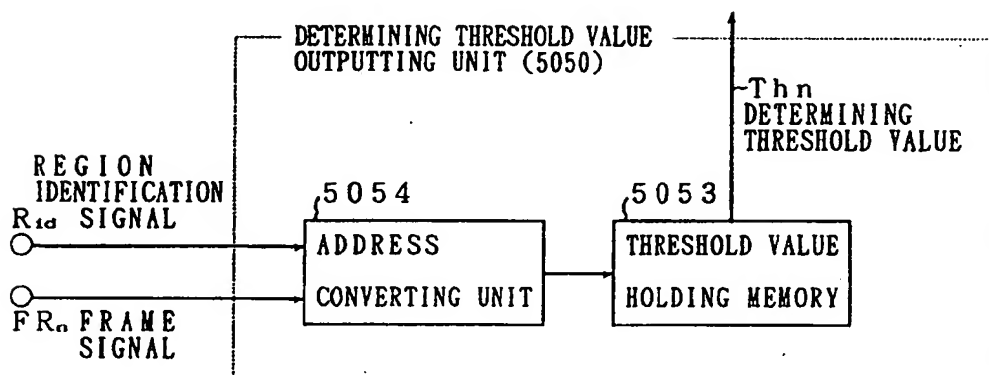 DETERMINING THRESHOLD VALUE
OUTPUTTING UNIT (5050)
Thn
DETERMINING
THRESHOLD VALUE
REGION
IDENTIFICATION
Rid SIGNAL
5054
ADDRESS
CONVERTING UNIT
5053
THRESHOLD VALUE
HOLDING MEMORY
FRn FRAME
SIGNAL